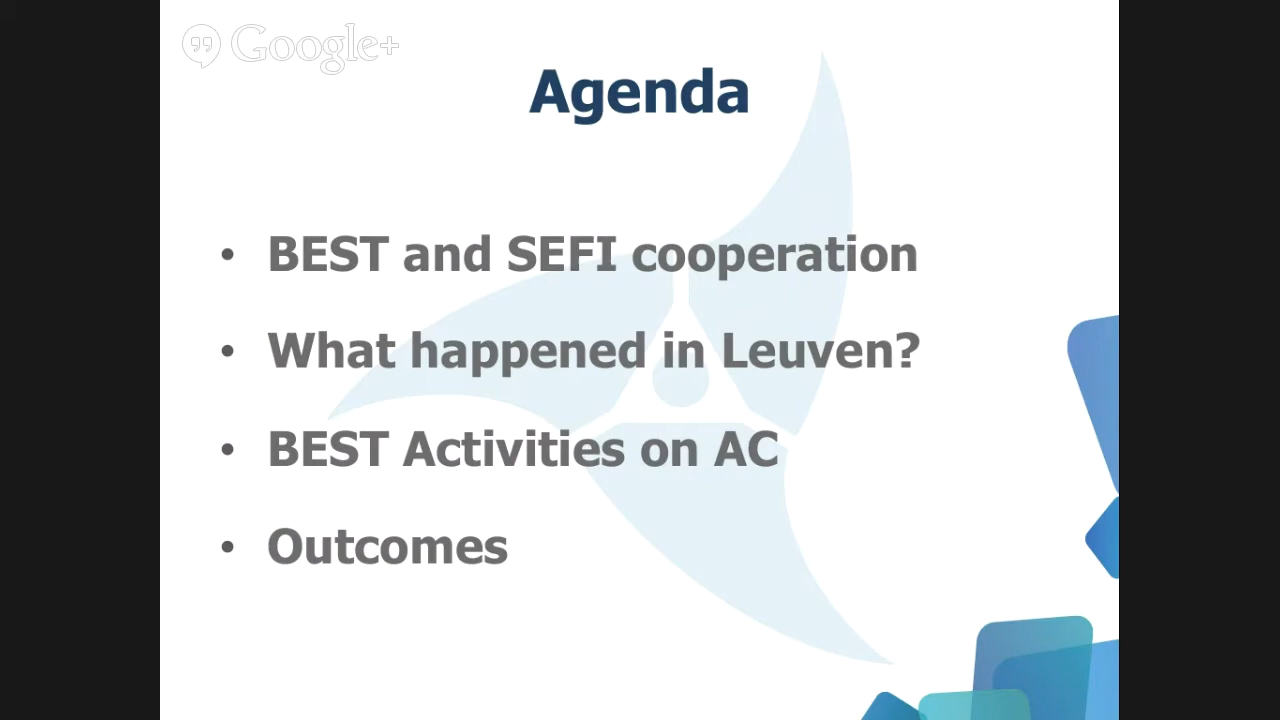 Google+
Agenda
• BEST and SEFI cooperation
• What happened in Leuven?
• BEST Activities on AC
• Outcomes